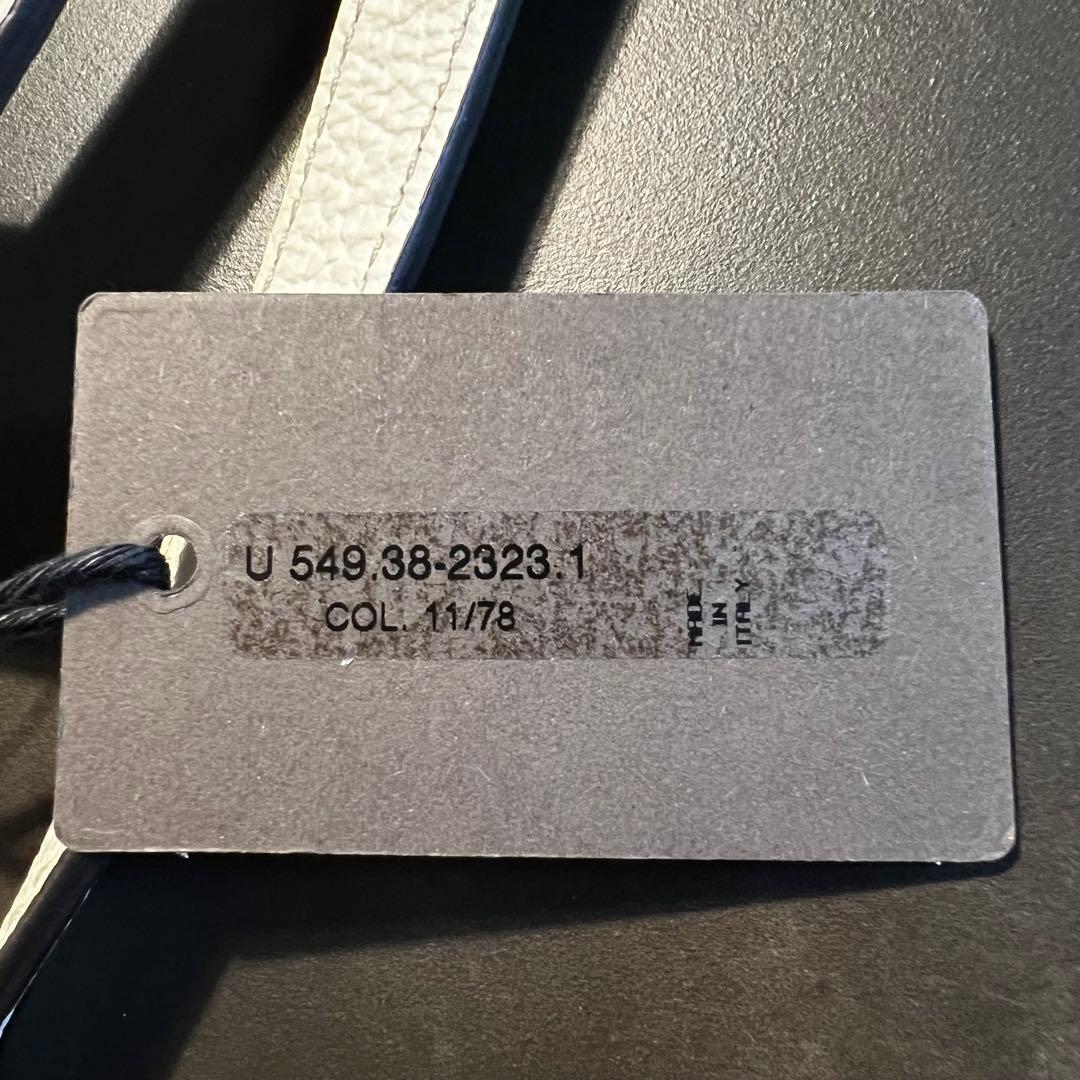 U 549.38-2323.1
COL. 11/78
MADE
IN
ITALY